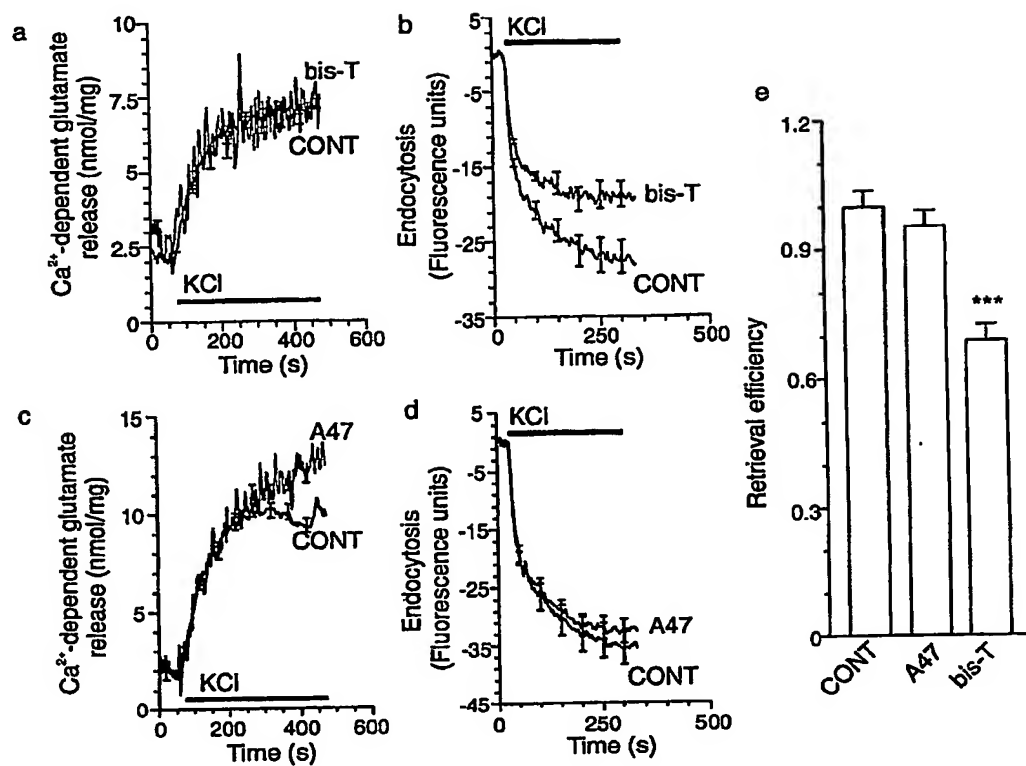 a
Ca²⁺-dependent glutamate
release (nmol/mg)
10
7.5
5
2.5
0
bis-T
CONT
KCl
0 200 400 600
Time (s)
b
Endocytosis
(Fluorescence units)
5
-5
-15
-25
-35
KCl
bis-T
CONT
0 250 500
Time (s)
c
Ca²⁺-dependent glutamate
release (nmol/mg)
15
10
5
0
A47
CONT
KCl
0 200 400 600
Time (s)
d
Endocytosis
(Fluorescence units)
5
-5
-15
-25
-35
-45
KCl
A47
CONT
0 250 500
Time (s)
e
Retrieval efficiency
1.2
0.9
0.6
0.3
0
***
CONT A47 bis-T